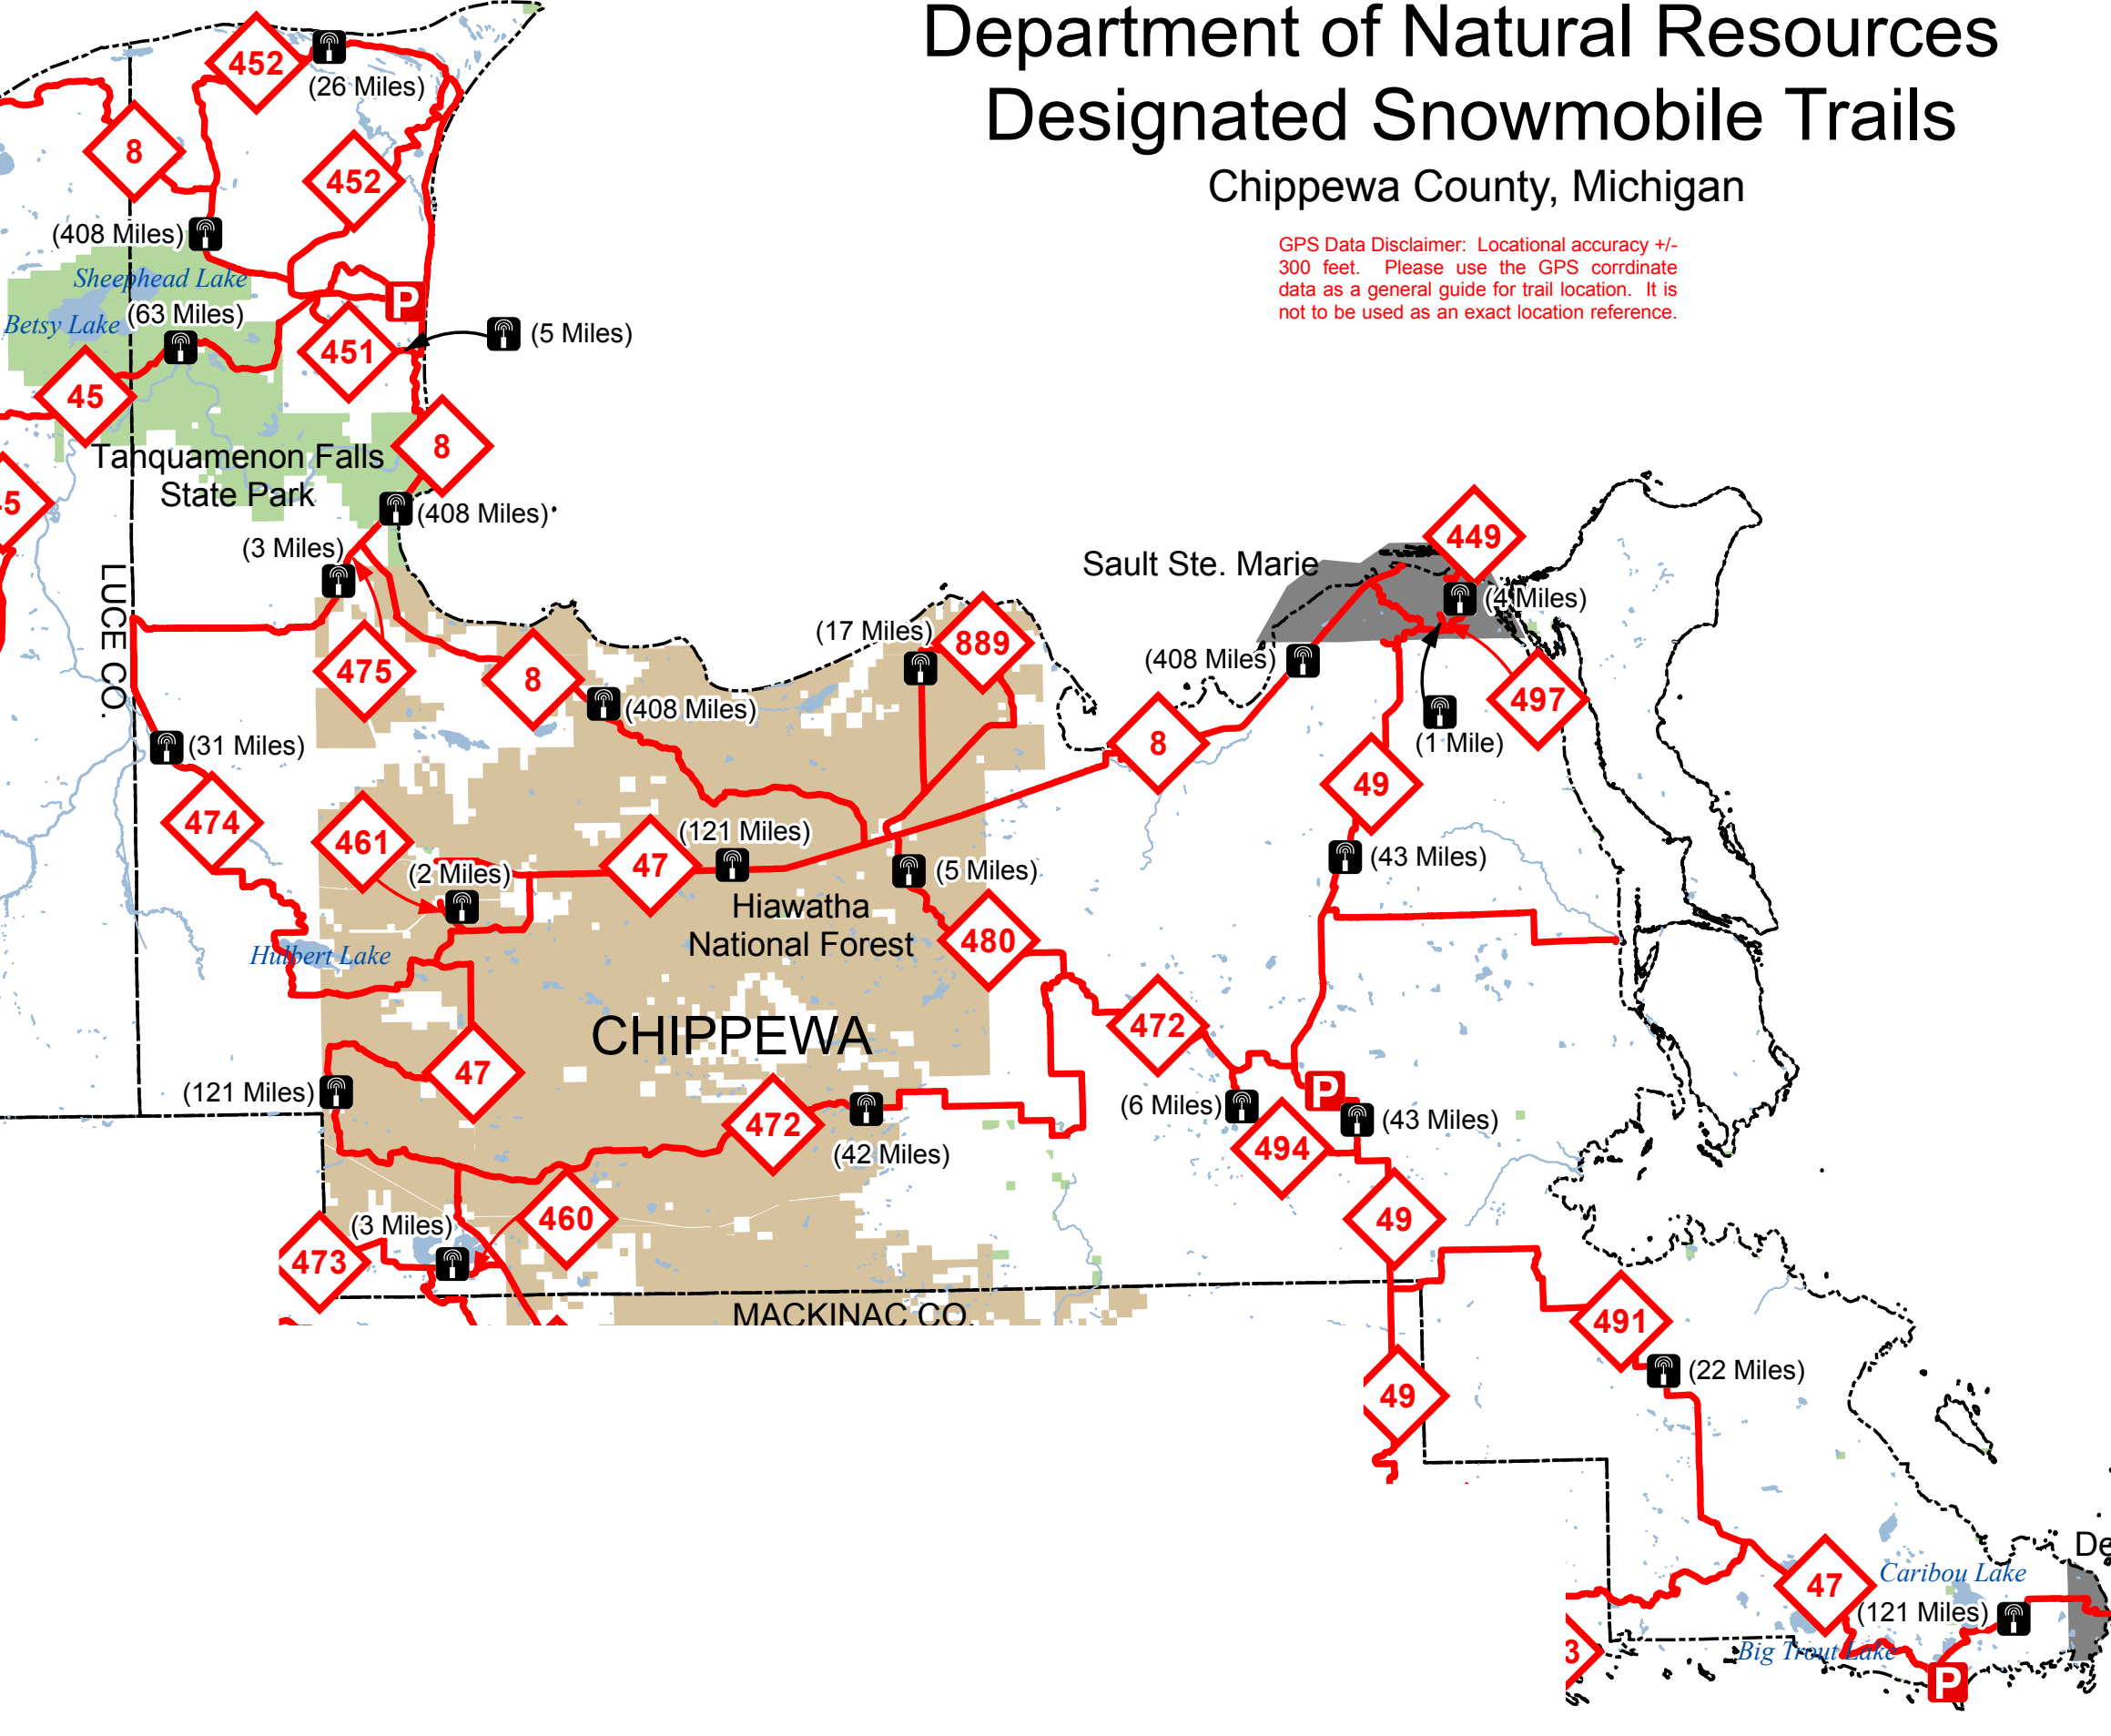 Department of Natural Resources
Designated Snowmobile Trails
Chippewa County, Michigan
GPS Data Disclaimer: Locational accuracy +/-
300 feet. Please use the GPS corrdinate
data as a general guide for trail location. It is
not to be used as an exact location reference.
452
(26 Miles)
8
452
(408 Miles)
Sheephead Lake
P
Betsy Lake
(63 Miles)
451
(5 Miles)
45
8
Tahquamenon Falls
State Park
(408 Miles)
(3 Miles)
LUCE CO.
475
8
(408 Miles)
(17 Miles)
889
Sault Ste. Marie
449
(4 Miles)
(408 Miles)
497
(1 Mile)
8
49
(31 Miles)
474
461
(2 Miles)
47
(121 Miles)
(5 Miles)
(43 Miles)
Hiawatha
National Forest
480
Hulbert Lake
CHIPPEWA
472
47
(121 Miles)
472
(42 Miles)
(6 Miles)
P
(43 Miles)
494
49
473
(3 Miles)
460
MACKINAC CO.
491
(22 Miles)
49
47
Caribou Lake
(121 Miles)
Big Trout Lake
P
De
5
3